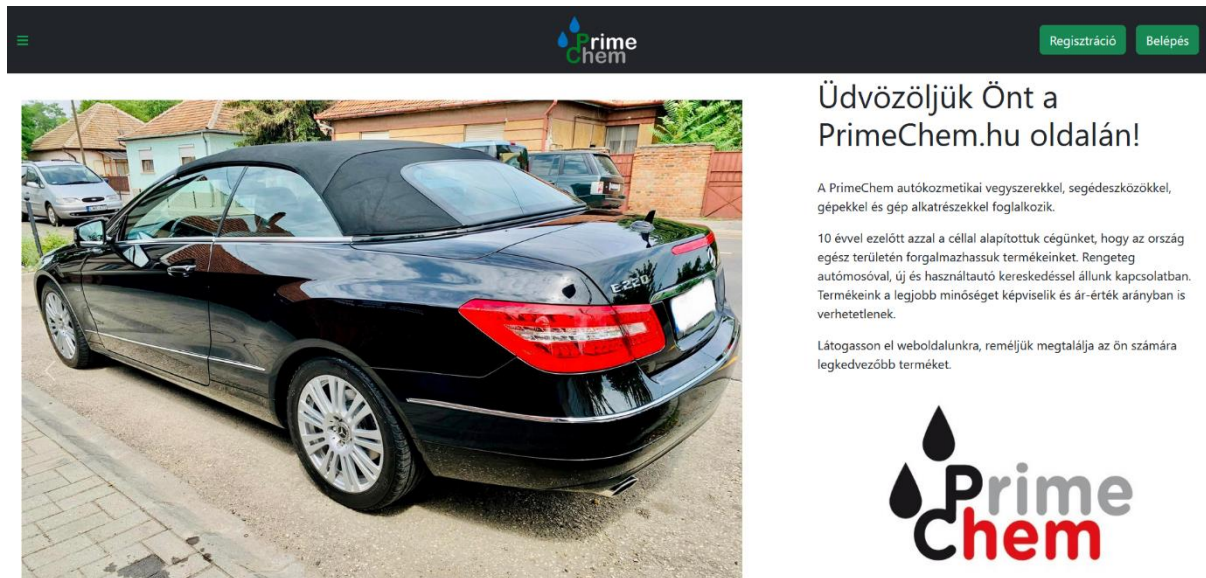 Prime
Chem
Regisztráció
Belépés
Üdvözöljük Önt a
PrimeChem.hu oldalán!
A PrimeChem autókozmetikai vegyszerekkel, segédeszközökkel,
gépekkel és gép alkatrészekkel foglalkozik.
10 évvel ezelőtt azzal a céllal alapítottuk cégünket, hogy az ország
egész területén forgalmazhassuk termékeinket. Rengeteg
autómosóval, új és használtautó kereskedéssel állunk kapcsolatban.
Termékeink a legjobb minőséget képviselik és ár-érték arányban is
verhetetlenek.
Látogasson el weboldalunkra, reméljük megtalálja az ön számára
legkedvezőbb terméket.
E220
Prime
Chem